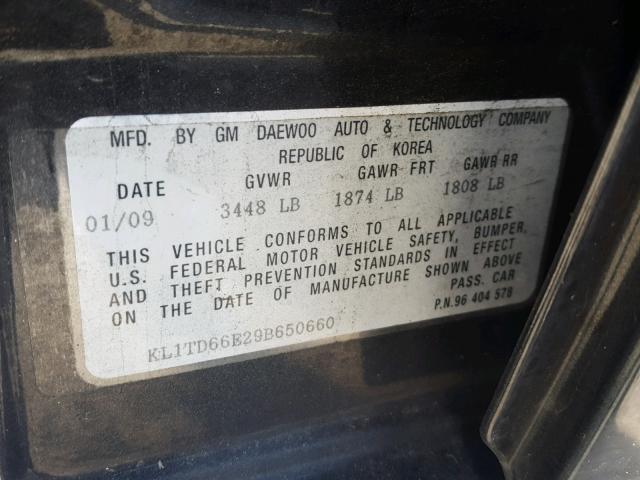 MFD. BY GM DAEWOO AUTO & TECHNOLOGY COMPANY
REPUBLIC OF KOREA
DATE GVWR GAWR FRT GAWR RR
01/09 3448 LB 1874 LB 1808 LB
THIS VEHICLE CONFORMS TO ALL APPLICABLE
U.S. FEDERAL MOTOR VEHICLE SAFETY, BUMPER,
AND THEFT PREVENTION STANDARDS IN EFFECT
ON THE DATE OF MANUFACTURE SHOWN ABOVE
PASS. CAR
P.N.96 404 578
KL1TD66E29B650660